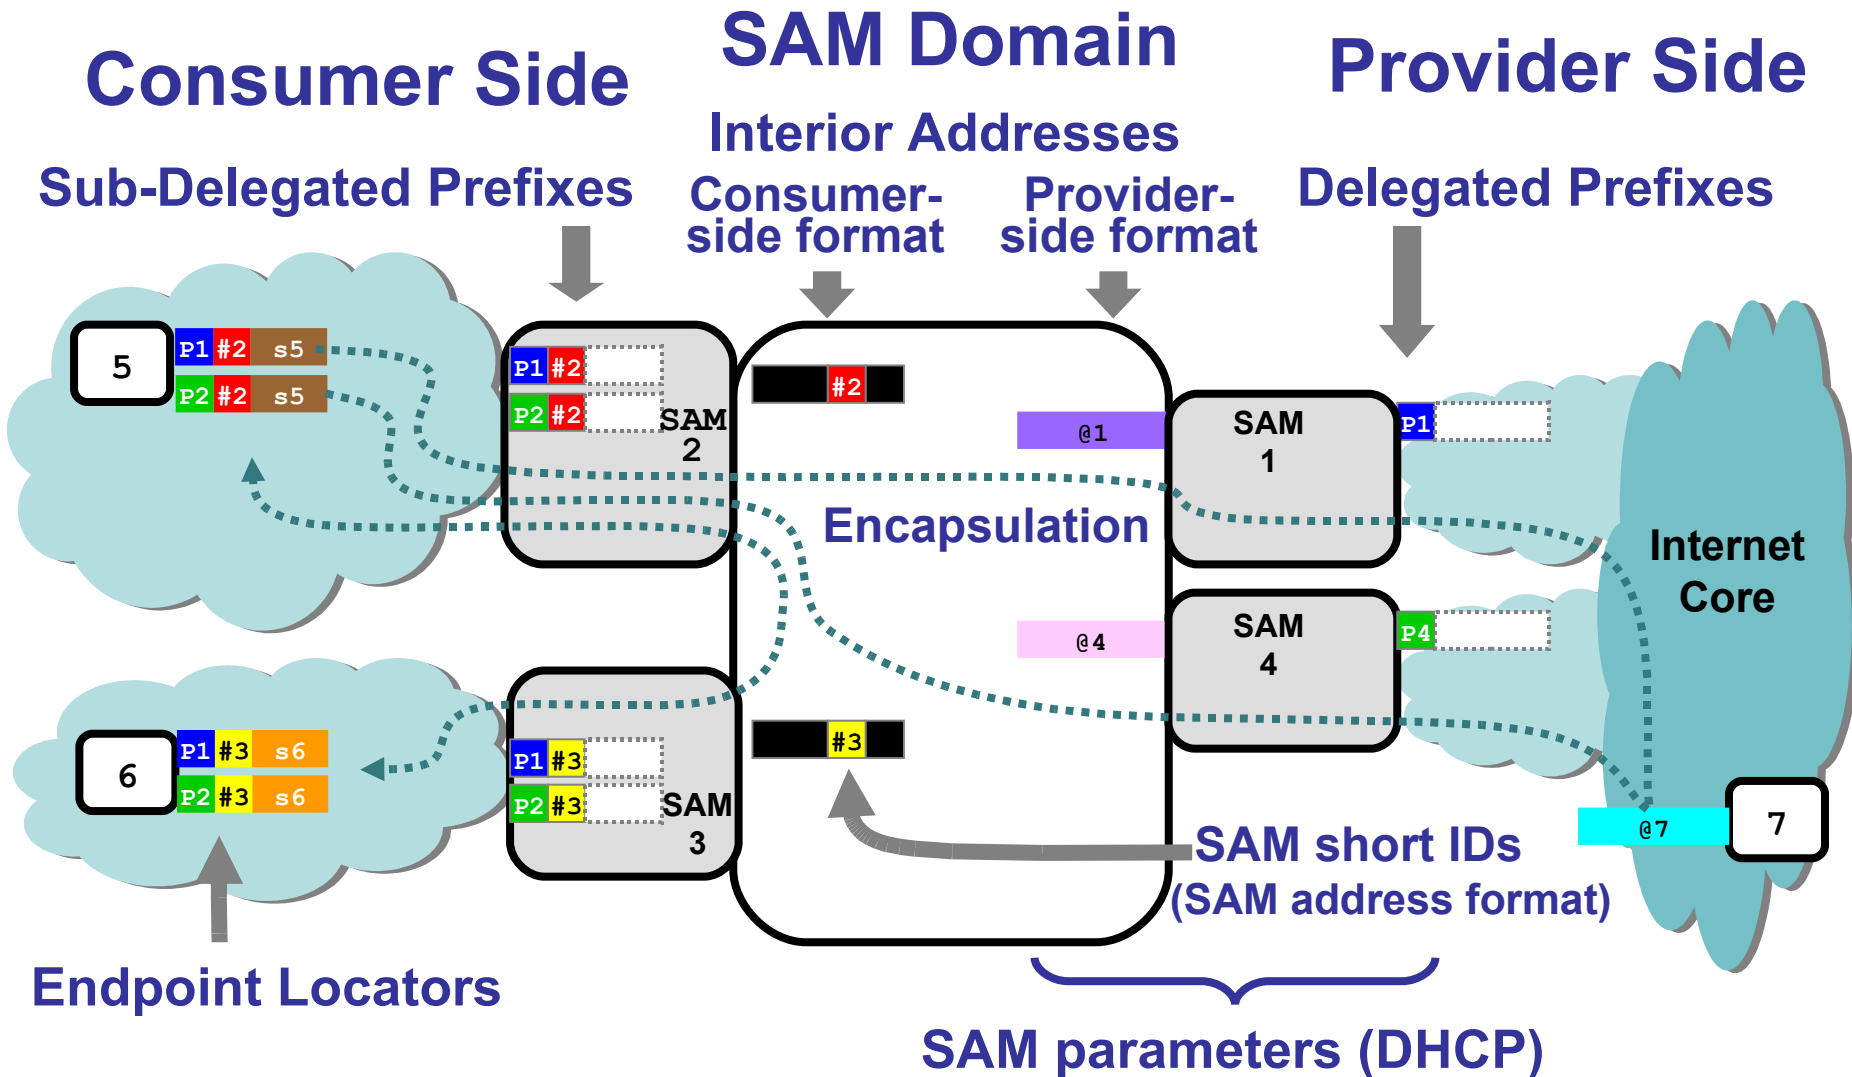 SAM Domain
Consumer Side
Provider Side
Interior Addresses
Sub-Delegated Prefixes
Consumer-
side format
Provider-
side format
Delegated Prefixes
5
P1 #2 s5
P2 #2 s5
P1 #2
P2 #2
SAM
2
#2
@1
SAM
1
P1
Encapsulation
Internet
Core
@4
SAM
4
P4
6
P1 #3 s6
P2 #3 s6
P1 #3
P2 #3
SAM
3
#3
@7
7
SAM short IDs
(SAM address format)
Endpoint Locators
SAM parameters (DHCP)